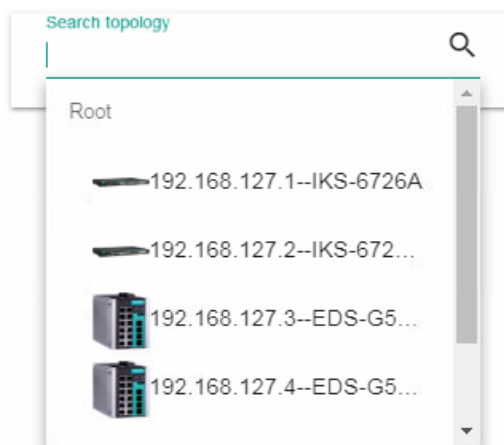 Search topology
Root
192.168.127.1--IKS-6726A
192.168.127.2--IKS-672...
192.168.127.3--EDS-G5...
192.168.127.4--EDS-G5...